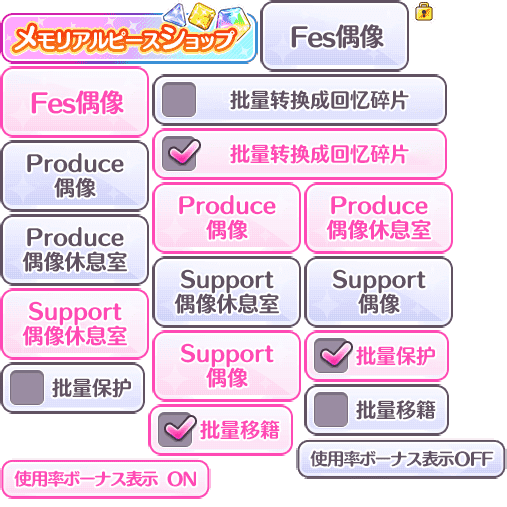 メモリアルピースショップ
Fes偶像
Fes偶像
批量转换成回忆碎片
批量转换成回忆碎片
Produce
偶像
Produce
偶像
Produce
偶像休息室
Produce
偶像休息室
Support
偶像休息室
Support
偶像
Support
偶像休息室
Support
偶像
批量保护
批量保护
批量移籍
批量移籍
使用率ボーナス表示OFF
使用率ボーナス表示 ON